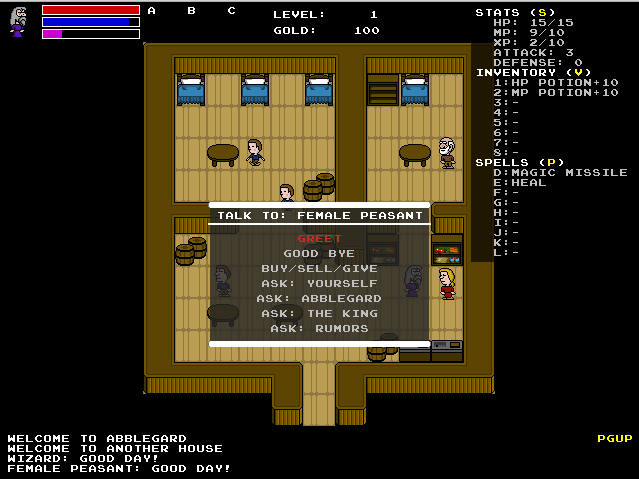 A B C
LEVEL: 1
GOLD: 100
STATS (S)
HP: 15/15
MP: 9/10
XP: 2/10
ATTACK: 3
DEFENSE: 0
INVENTORY (V)
1:HP POTION+10
2:MP POTION+10
3:-
4:-
5:-
6:-
7:-
8:-
SPELLS (P)
D:MAGIC MISSILE
E:HEAL
F:-
G:-
H:-
I:-
J:-
K:-
L:-
TALK TO: FEMALE PEASANT
GREET
GOOD BYE
BUY/SELL/GIVE
ASK: YOURSELF
ASK: ABBLEGARD
ASK: THE KING
ASK: RUMORS
WELCOME TO ABBLEGARD
WELCOME TO ANOTHER HOUSE
WIZARD: GOOD DAY!
FEMALE PEASANT: GOOD DAY!
PGUP